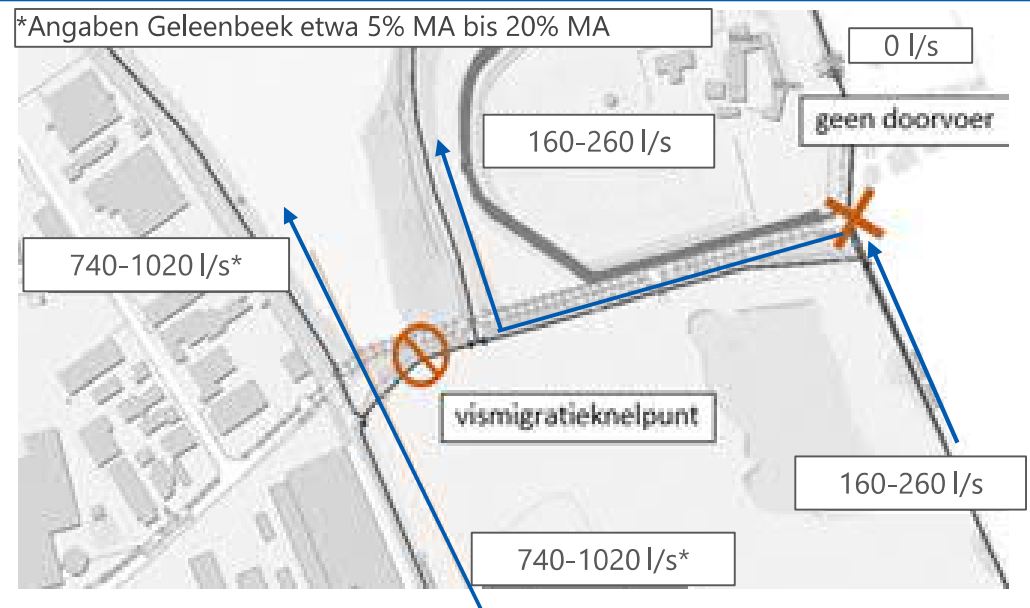 *Angaben Geleenbeek etwa 5% MA bis 20% MA
0 l/s
geen doorvoer
160-260 l/s
740-1020 l/s*
vismigratieknelpunt
160-260 l/s
740-1020 l/s*